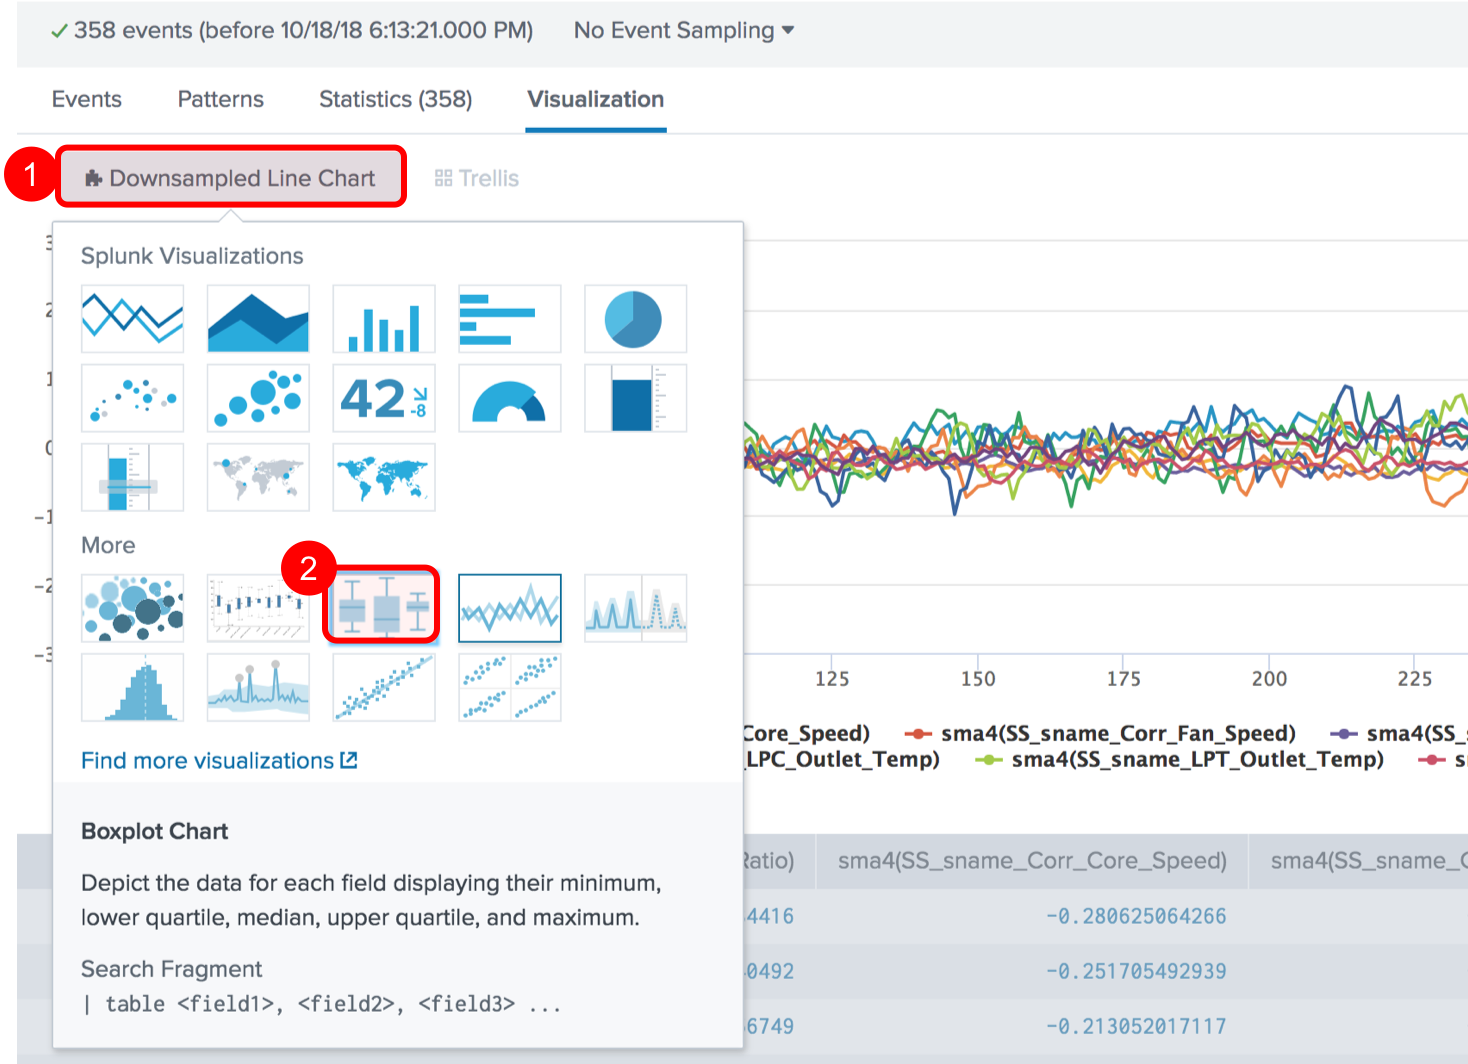 358 events (before 10/18/18 6:13:21.000 PM) No Event Sampling
Events Patterns Statistics (358) Visualization
1
Downsampled Line Chart Trellis
Splunk Visualizations
3
2
1
0
-1
-2
-3
42
-8
More
2
125 150 175 200 225
Core_Speed) sma4(SS_sname_Corr_Fan_Speed) sma4(SS_
_LPC_Outlet_Temp) sma4(SS_sname_LPT_Outlet_Temp) s
Find more visualizations
Boxplot Chart
Depict the data for each field displaying their minimum,
lower quartile, median, upper quartile, and maximum.
Search Fragment
| table <field1>, <field2>, <field3> ...
Ratio) sma4(SS_sname_Corr_Core_Speed) sma4(SS_sname_C
4416 -0.280625064266
0492 -0.251705492939
6749 -0.213052017117